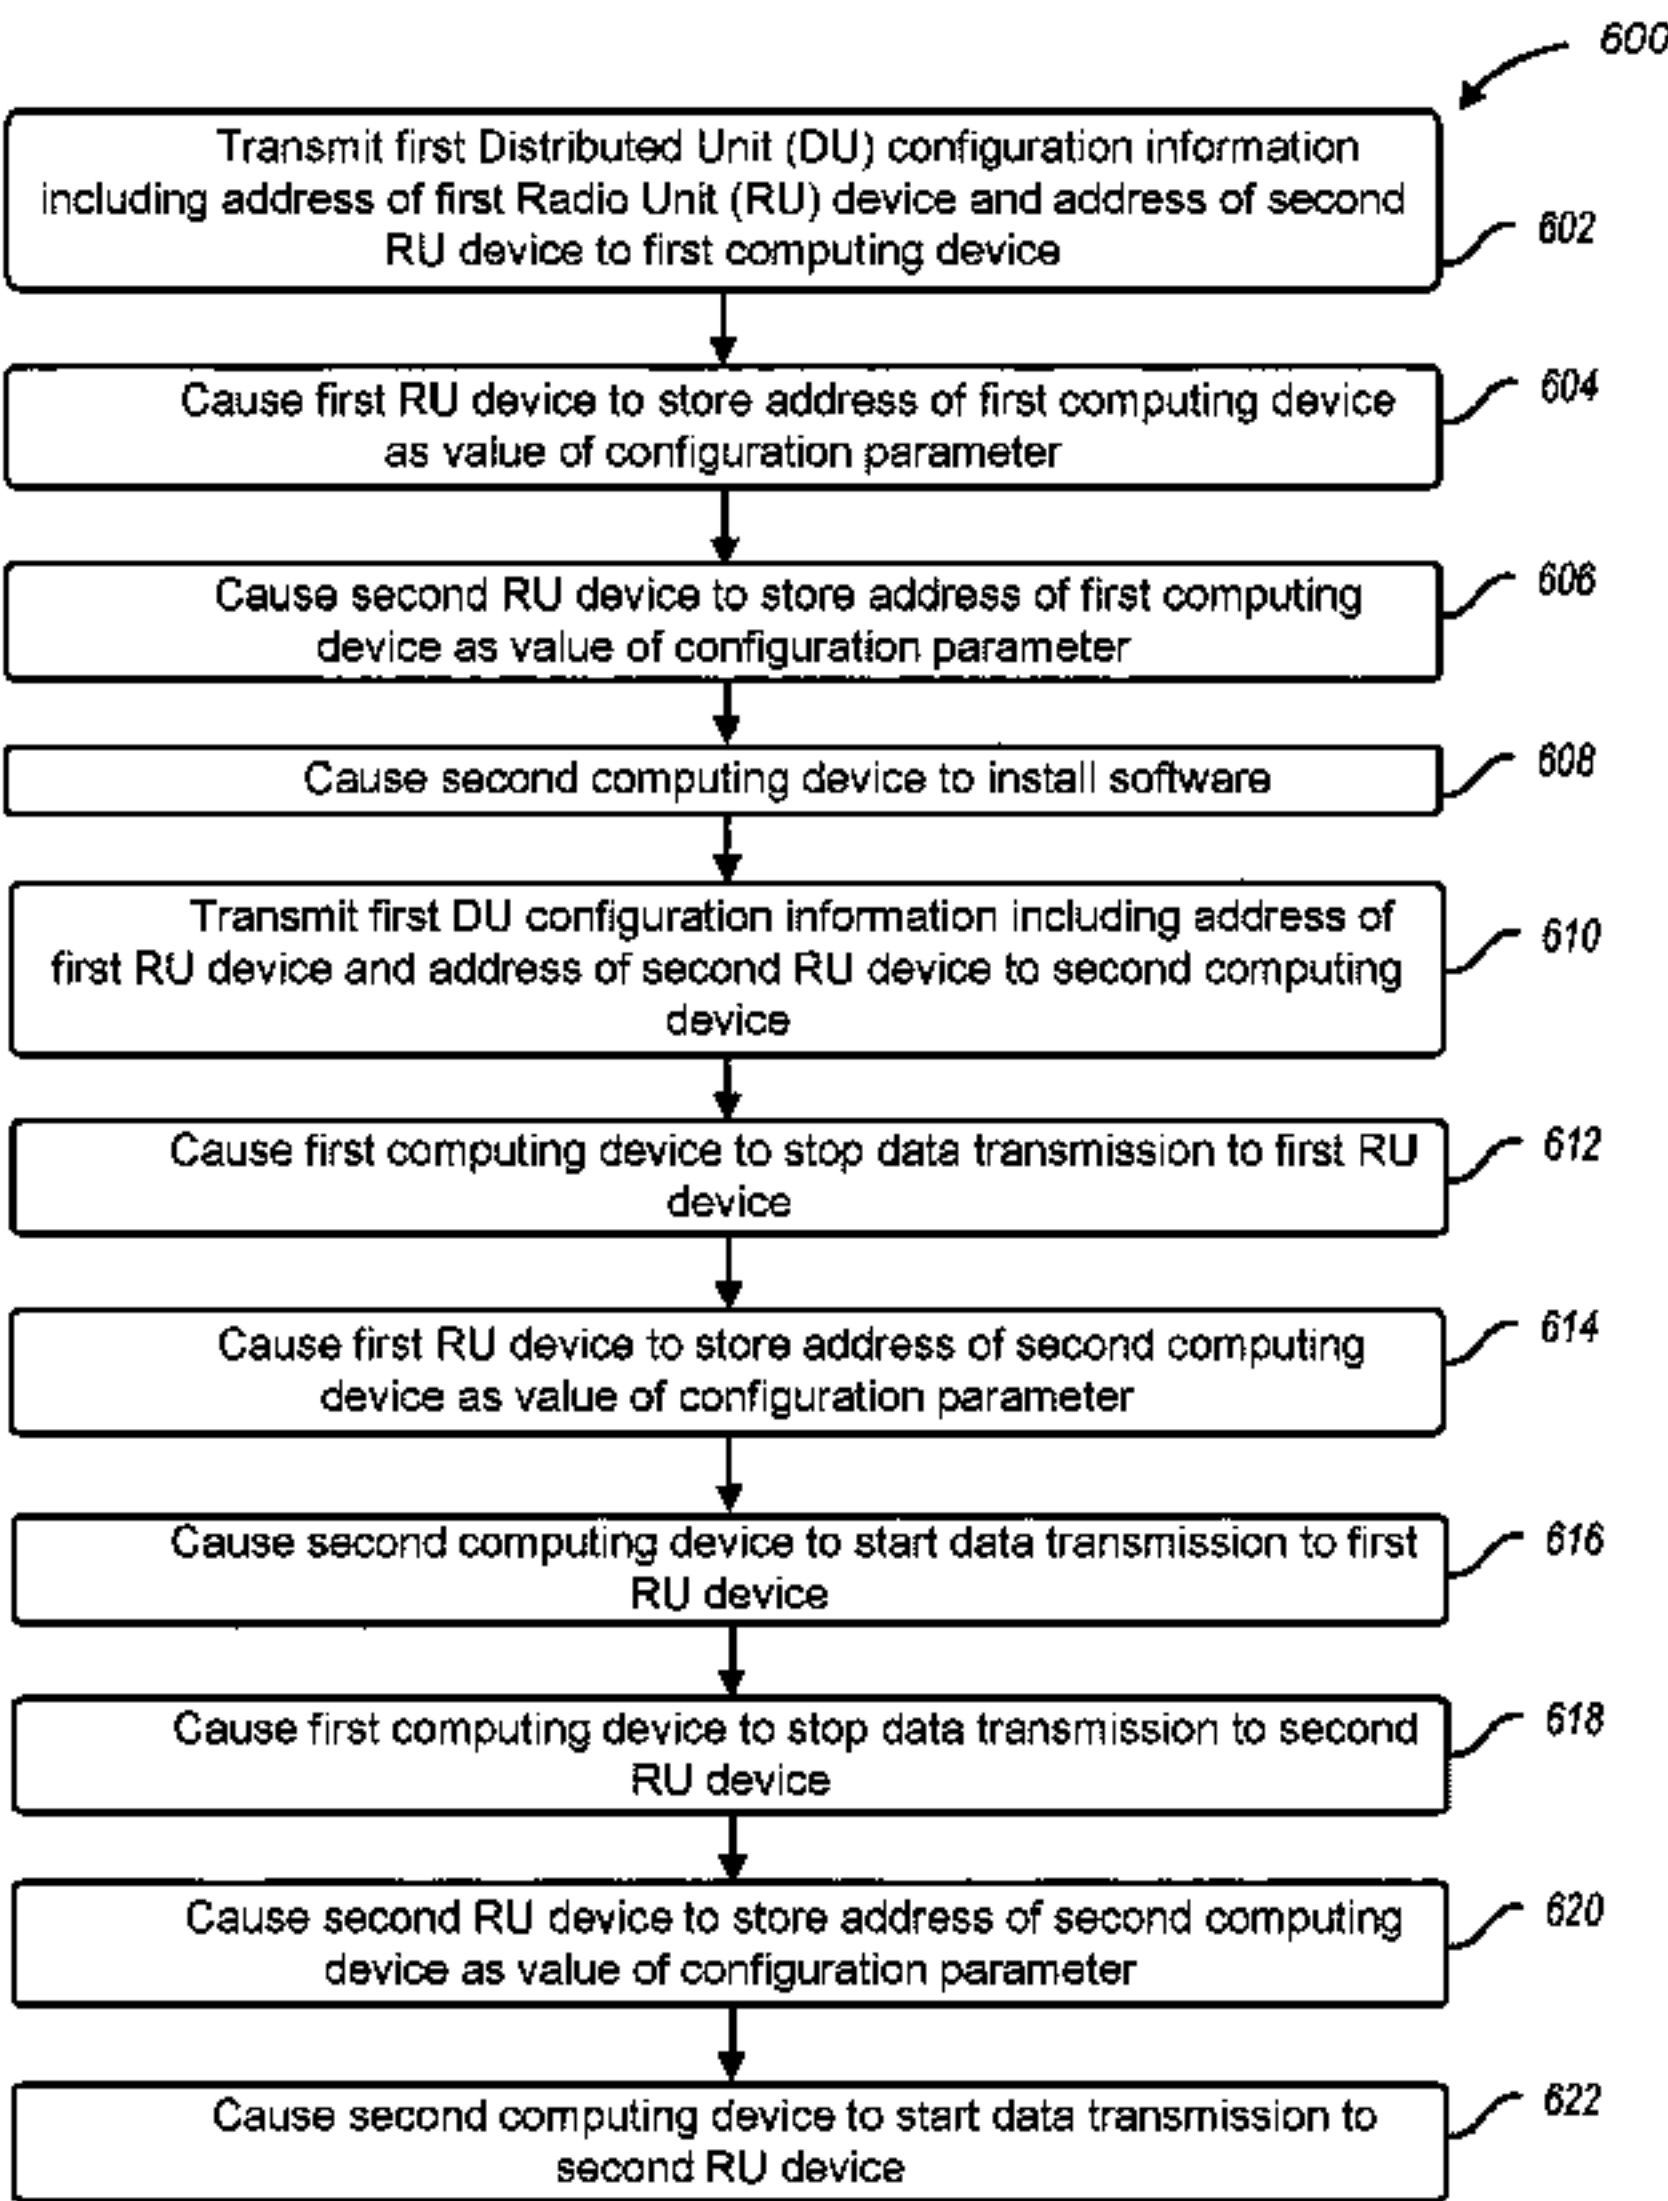 600
Transmit first Distributed Unit (DU) configuration information
including address of first Radio Unit (RU) device and address of second
RU device to first computing device
602
Cause first RU device to store address of first computing device
as value of configuration parameter
604
Cause second RU device to store address of first computing
device as value of configuration parameter
606
Cause second computing device to install software
608
Transmit first DU configuration information including address of
first RU device and address of second RU device to second computing
device
610
Cause first computing device to stop data transmission to first RU
device
612
Cause first RU device to store address of second computing
device as value of configuration parameter
614
Cause second computing device to start data transmission to first
RU device
616
Cause first computing device to stop data transmission to second
RU device
618
Cause second RU device to store address of second computing
device as value of configuration parameter
620
Cause second computing device to start data transmission to
second RU device
622